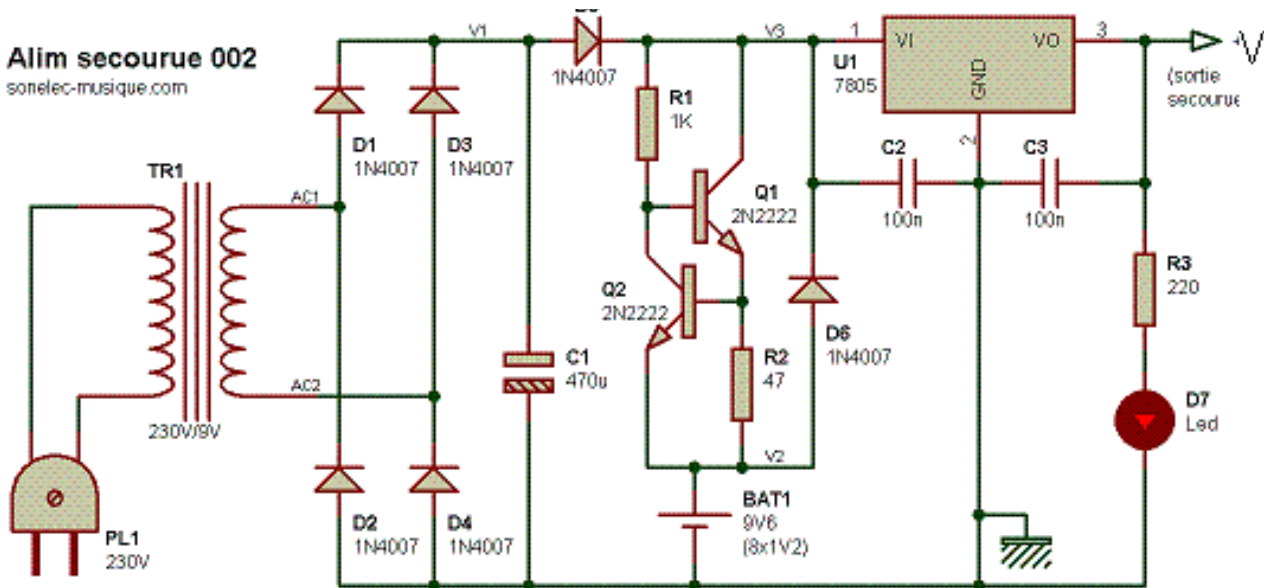 Alim secourue 002
sonelec-musique.com
V1
1N4007
V3
1
VI
VO
GND
3
2
U1
7805
+V
(sortie
secourue
R1
1K
D1
1N4007
D3
1N4007
TR1
AC1
AC2
230V/9V
Q1
2N2222
Q2
2N2222
C2
100n
C3
100n
R3
220
C1
470u
R2
47
D6
1N4007
D7
Led
V2
PL1
230V
D2
1N4007
D4
1N4007
BAT1
9V6
(8x1V2)